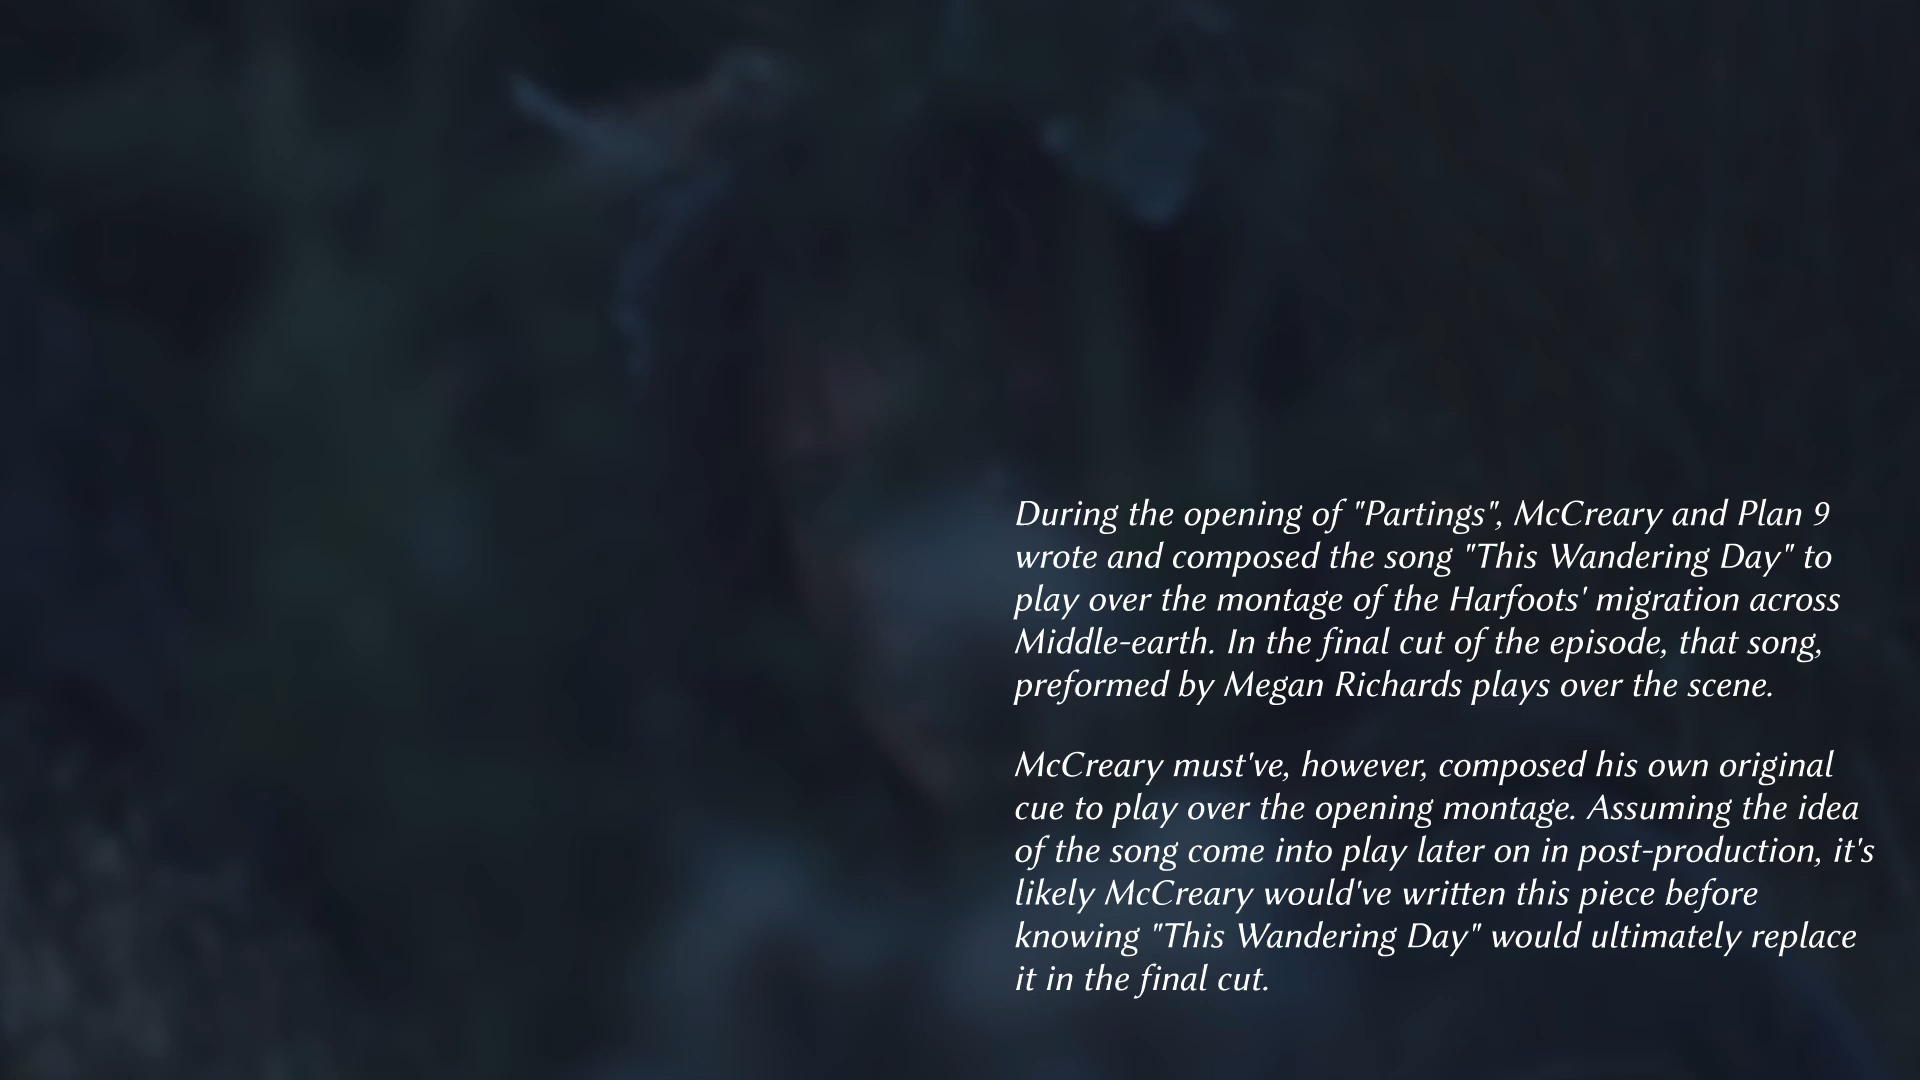 During the opening of "Partings", McCreary and Plan 9
wrote and composed the song "This Wandering Day" to
play over the montage of the Harfoots' migration across
Middle-earth. In the final cut of the episode, that song,
preformed by Megan Richards plays over the scene.
McCreary must've, however, composed his own original
cue to play over the opening montage. Assuming the idea
of the song come into play later on in post-production, it's
likely McCreary would've written this piece before
knowing "This Wandering Day" would ultimately replace
it in the final cut.